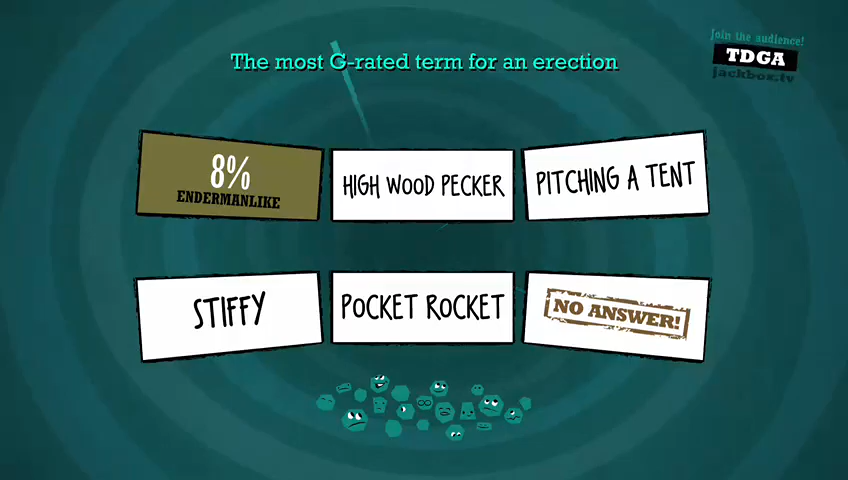 Join the audience!
TDGA
jackbox.tv
The most G-rated term for an erection
8%
ENDERMANLIKE
HIGH WOOD PECKER
PITCHING A TENT
STIFFY
POCKET ROCKET
NO ANSWER!